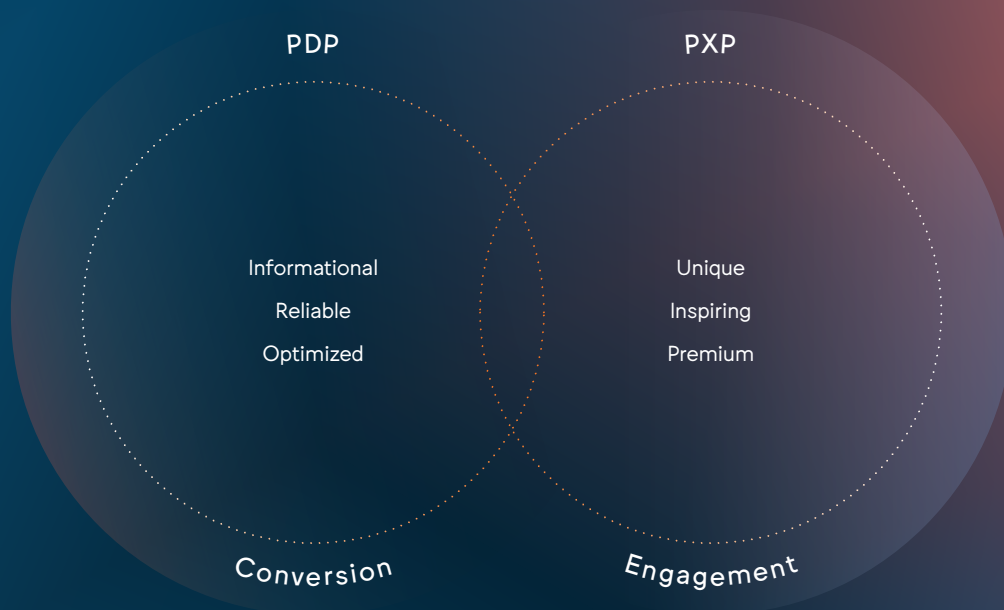 PDP
Informational
Reliable
Optimized
Conversion
PXP
Unique
Inspiring
Premium
Engagement